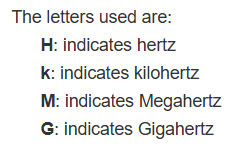 The letters used are:
H: indicates hertz
k: indicates kilohertz
M: indicates Megahertz
G: indicates Gigahertz